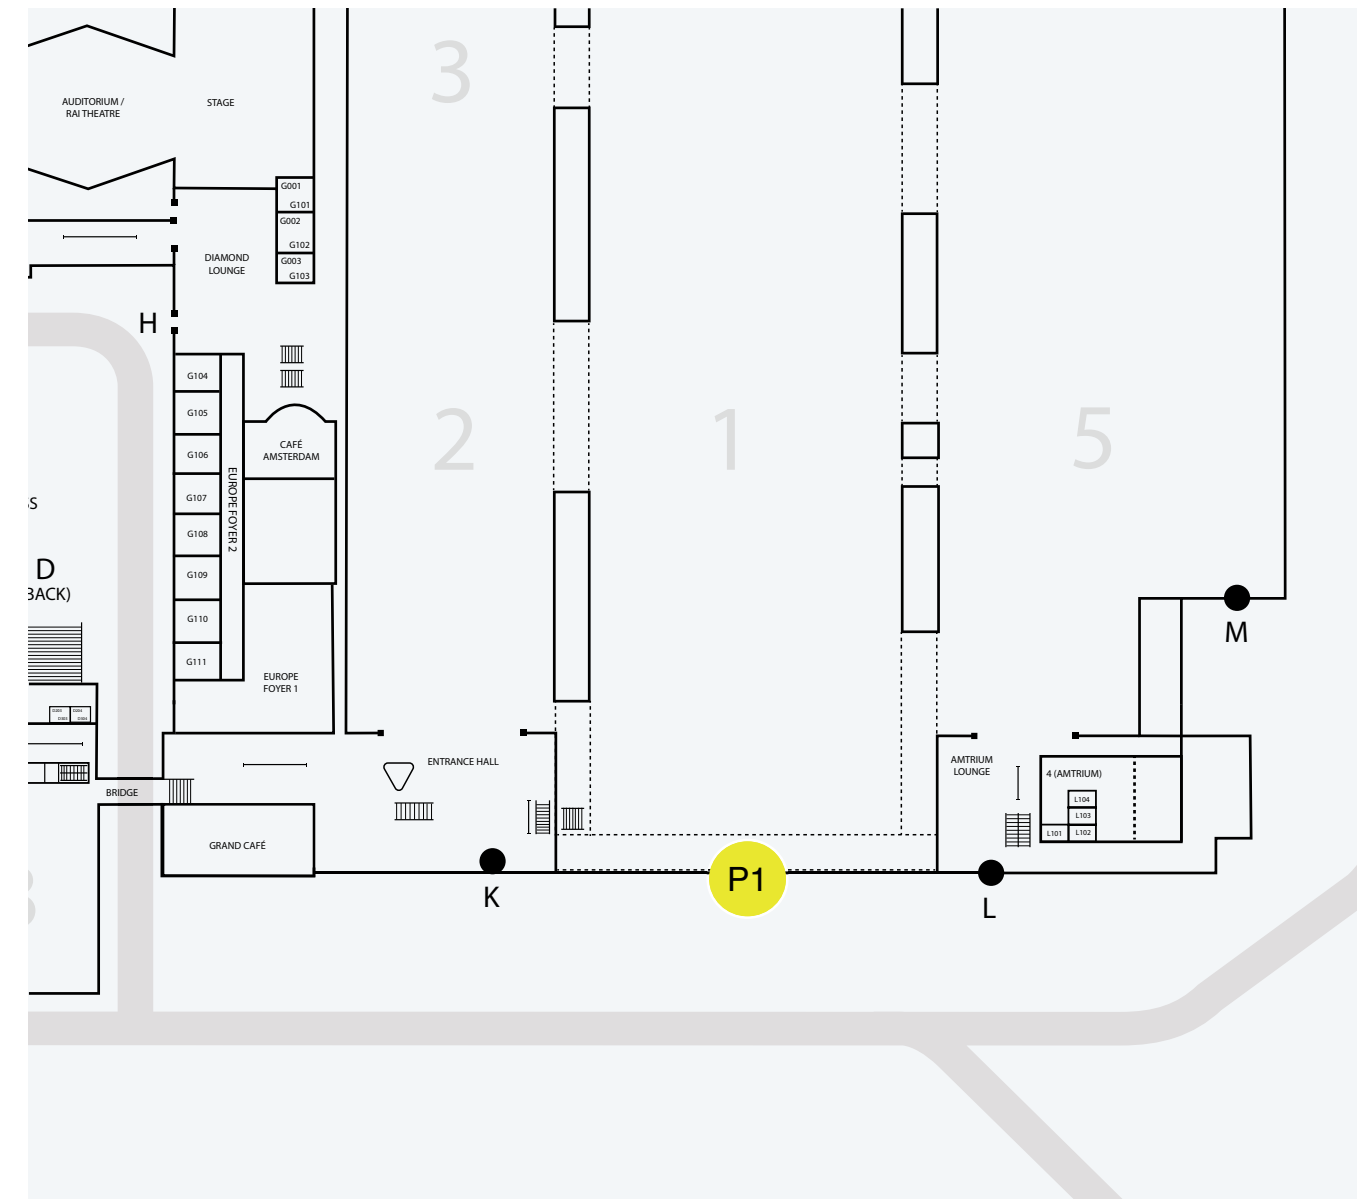 3
AUDITORIUM /
RAI THEATRE
STAGE
G001
G101
G002
G102
G003
G103
DIAMOND
LOUNGE
H
G104
G105
G106
G107
G108
G109
G110
G111
EUROPE FOYER 2
CAFÉ
AMSTERDAM
2
1
5
D
BACK)
EUROPE
FOYER 1
M
ENTRANCE HALL
AMTRIUM
LOUNGE
4 (AMTRIUM)
L104
L103
L101
L102
BRIDGE
GRAND CAFÉ
P1
K
L